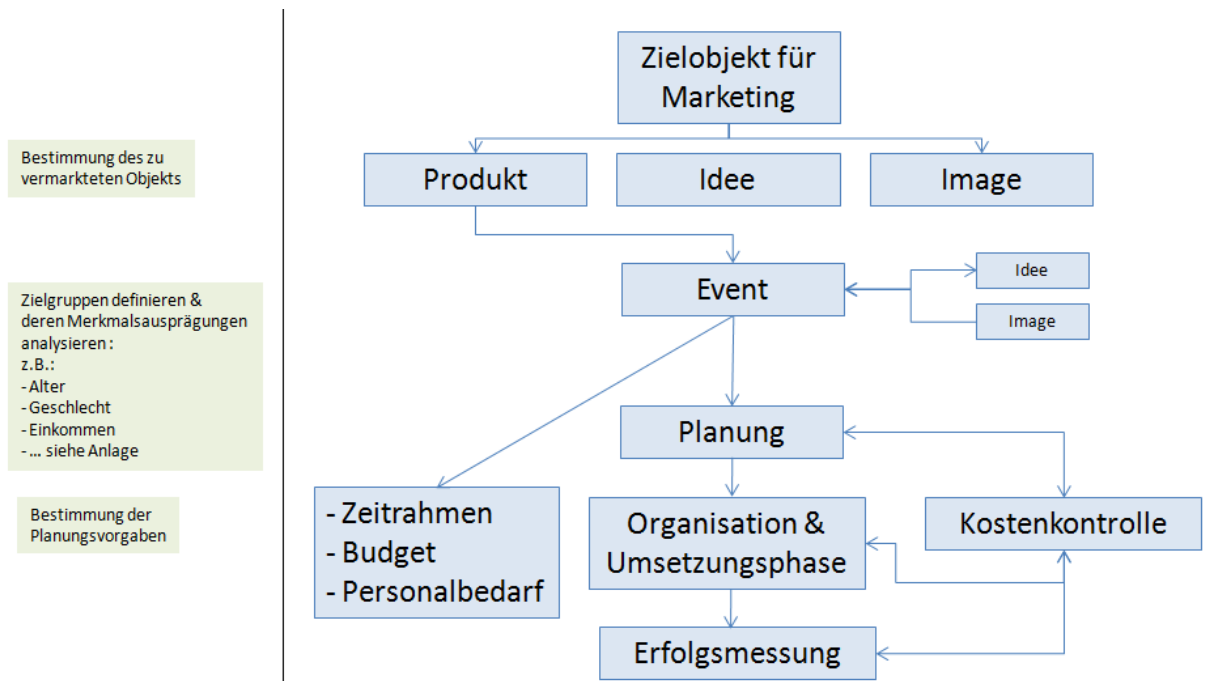 Zielobjekt für
Marketing
Bestimmung des zu
vermarkteten Objekts
Produkt
Idee
Image
Zielgruppen definieren &
deren Merkmalsausprägungen
analysieren :
z.B.:
- Alter
- Geschlecht
- Einkommen
- ... siehe Anlage
Event
Idee
Image
Planung
Bestimmung der
Planungsvorgaben
- Zeitrahmen
- Budget
- Personalbedarf
Organisation &
Umsetzungsphase
Kostenkontrolle
Erfolgsmessung